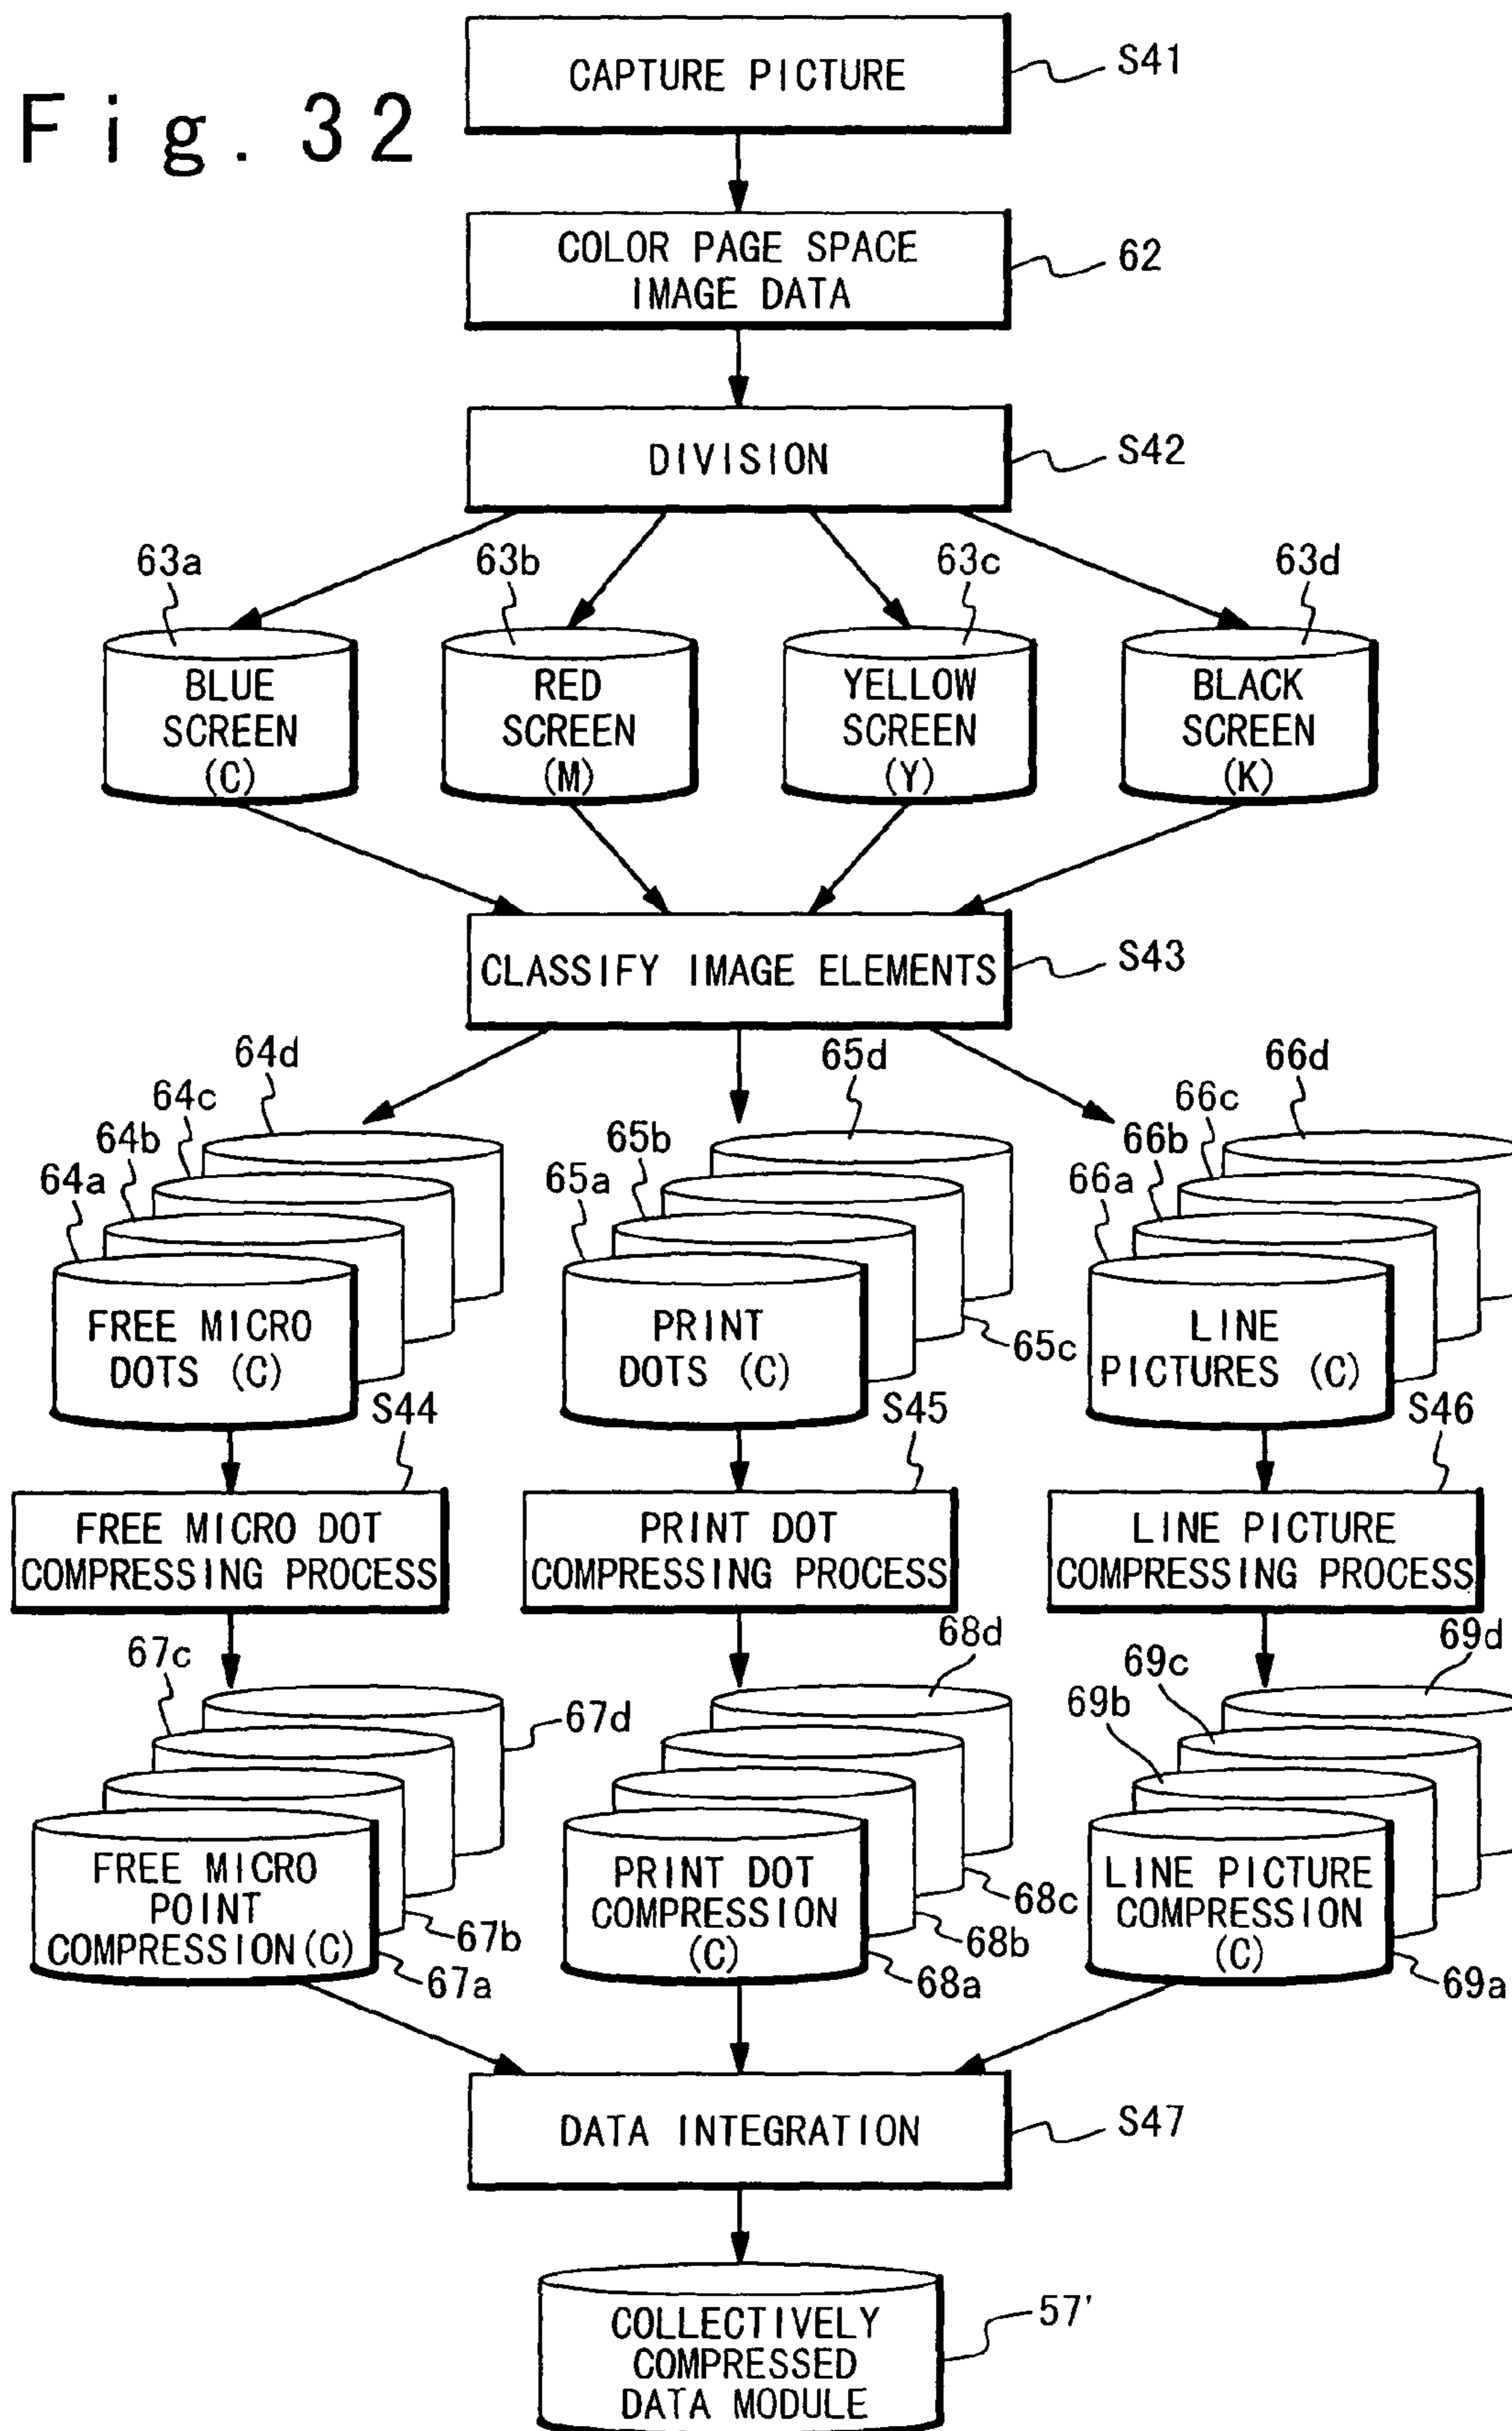 Fig. 32
CAPTURE PICTURE
S41
COLOR PAGE SPACE
IMAGE DATA
62
DIVISION
S42
63a
63b
63c
63d
BLUE
SCREEN
(C)
RED
SCREEN
(M)
YELLOW
SCREEN
(Y)
BLACK
SCREEN
(K)
CLASSIFY IMAGE ELEMENTS
S43
64d
64c
64b
64a
FREE MICRO
DOTS (C)
65d
65b
65a
65c
PRINT
DOTS (C)
66d
66c
66b
66a
LINE
PICTURES (C)
S44
FREE MICRO DOT
COMPRESSING PROCESS
S45
PRINT DOT
COMPRESSING PROCESS
S46
LINE PICTURE
COMPRESSING PROCESS
67c
67d
FREE MICRO
POINT
COMPRESSION(C)
67b
67a
68d
PRINT DOT
COMPRESSION
(C)
68c
68b
68a
69d
69c
69b
LINE PICTURE
COMPRESSION
(C)
69a
DATA INTEGRATION
S47
COLLECTIVELY
COMPRESSED
DATA MODULE
57'